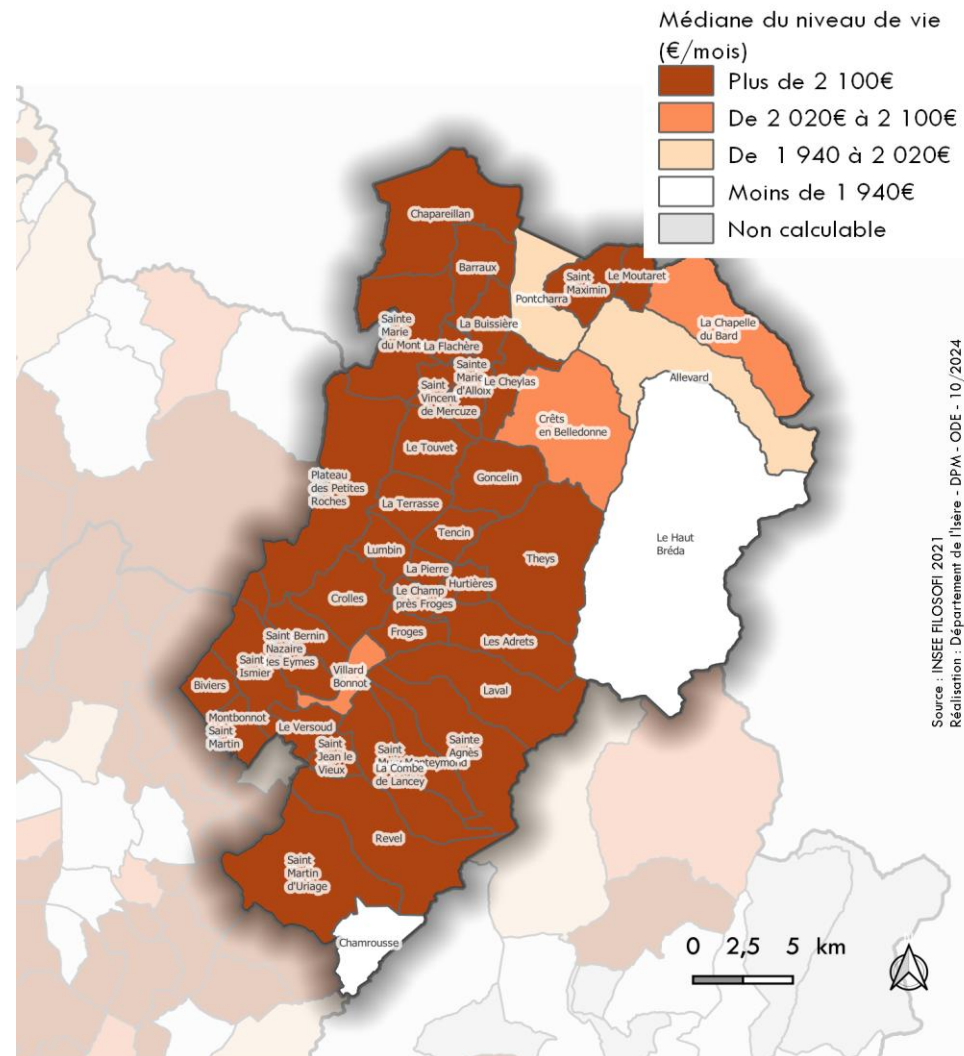 Médiane du niveau de vie
(€/mois)
Plus de 2 100€
De 2 020€ à 2 100€
De 1 940 à 2 020€
Moins de 1 940€
Non calculable
Chapareillan
Barraux
Pontcharra
Saint
Maximin
Le Moutaret
La Chapelle
du Bard
Sainte
Marie
du Mont
La Buissière
La Flachère
Sainte
Marie
d'Alloix
Le Cheylas
Allevard
Saint
Vincent
de Mercuze
Crêts
en Belledonne
Le Touvet
Plateau
des Petites
Roches
Goncelin
La Terrasse
Tencin
Le Haut
Bréda
Lumbin
Theys
La Pierre
Hurtières
Le Champ
près Froges
Crolles
Froges
Les Adrets
Saint Bernin
Nazaire
les Eymes
Saint
Ismier
Villard
Bonnot
Biviers
Laval
Montbonnot
Saint
Martin
Le Versoud
Saint
Jean le
Vieux
Sainte
Agnès
Saint
Monteymond
La Combe
de Lancey
Revel
Saint
Martin
d'Uriage
Chamrousse
0 2,5 5 km
Source : INSEE FILOSOFI 2021
Réalisation : Département de l'Isère - DPM - ODE - 10/2024